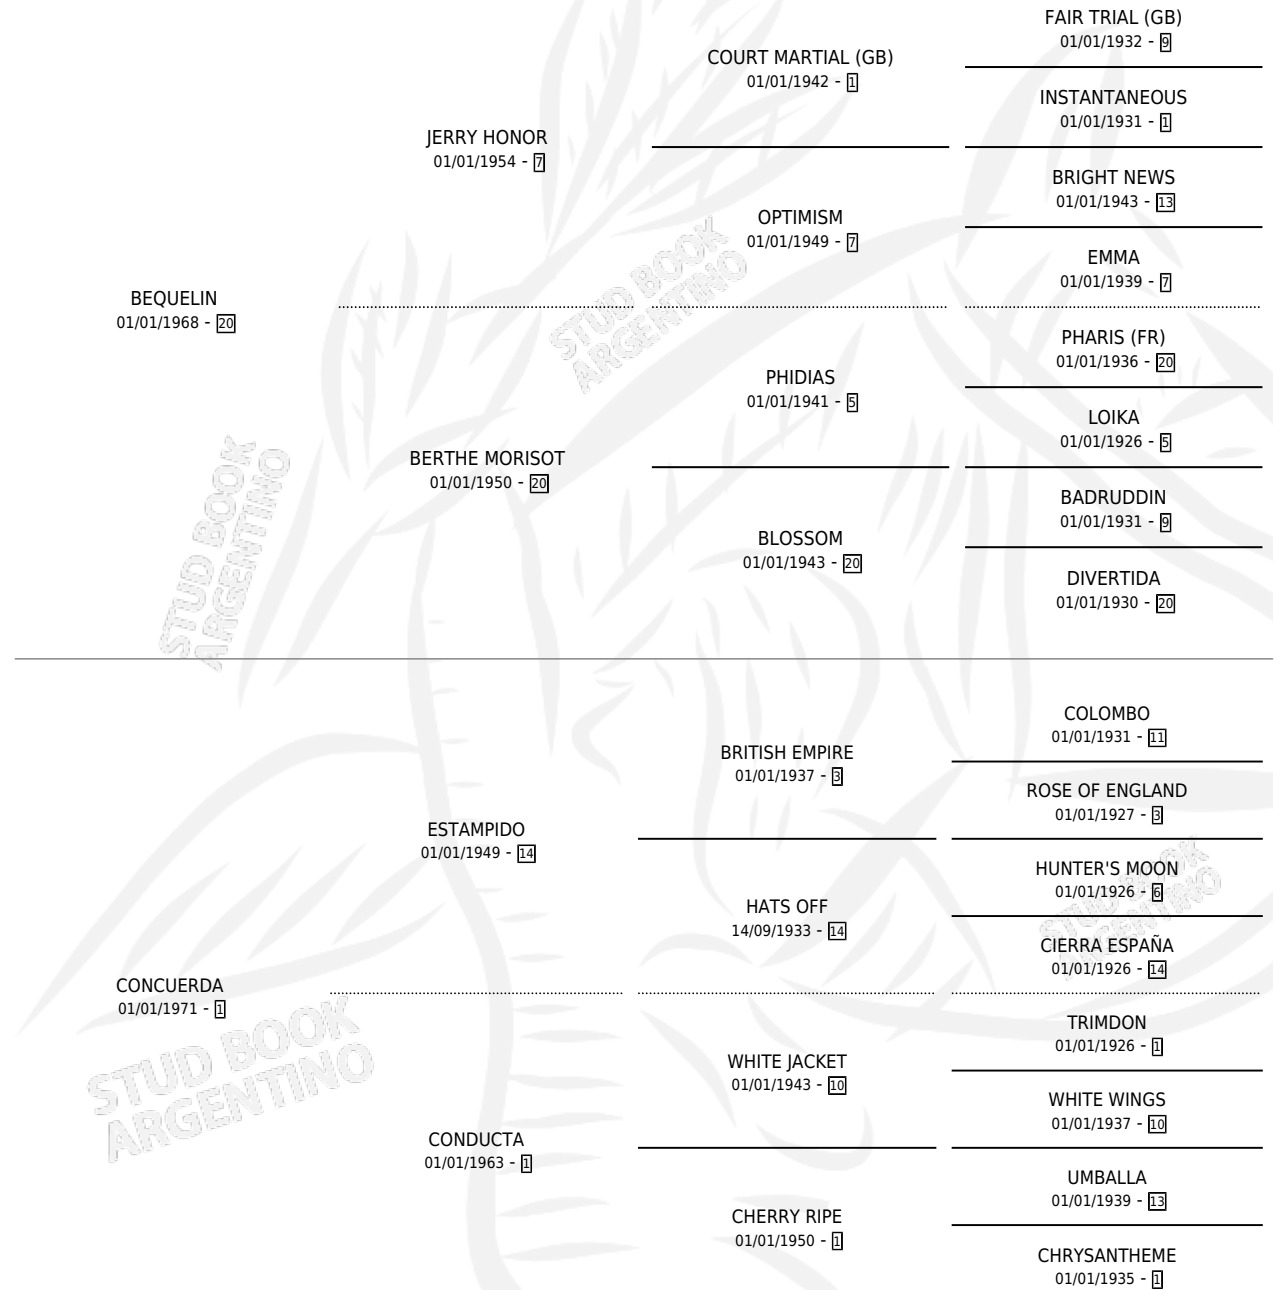 BEQUELIN
01/01/1968 - 20
JERRY HONOR
01/01/1954 - 7
BERTHE MORISOT
01/01/1950 - 20
COURT MARTIAL (GB)
01/01/1942 - 1
OPTIMISM
01/01/1949 - 7
PHIDIAS
01/01/1941 - 5
BLOSSOM
01/01/1943 - 20
FAIR TRIAL (GB)
01/01/1932 - 9
INSTANTANEOUS
01/01/1931 - 1
BRIGHT NEWS
01/01/1943 - 13
EMMA
01/01/1939 - 7
PHARIS (FR)
01/01/1936 - 20
LOIKA
01/01/1926 - 5
BADRUDDIN
01/01/1931 - 9
DIVERTIDA
01/01/1930 - 20
CONCUERDA
01/01/1971 - 1
ESTAMPIDO
01/01/1949 - 14
CONDUCTA
01/01/1963 - 1
BRITISH EMPIRE
01/01/1937 - 3
HATS OFF
14/09/1933 - 14
WHITE JACKET
01/01/1943 - 10
CHERRY RIPE
01/01/1950 - 1
COLOMBO
01/01/1931 - 11
ROSE OF ENGLAND
01/01/1927 - 3
HUNTER'S MOON
01/01/1926 - 6
CIERRA ESPAÑA
01/01/1926 - 14
TRIMDON
01/01/1926 - 1
WHITE WINGS
01/01/1937 - 10
UMBALLA
01/01/1939 - 13
CHRYSANTHEME
01/01/1935 - 1
STUD BOOK
ARGENTINO
STUD BOOK
ARGENTINO
STUD BOOK
ARGENTINO
STUD BOOK
ARGENTINO